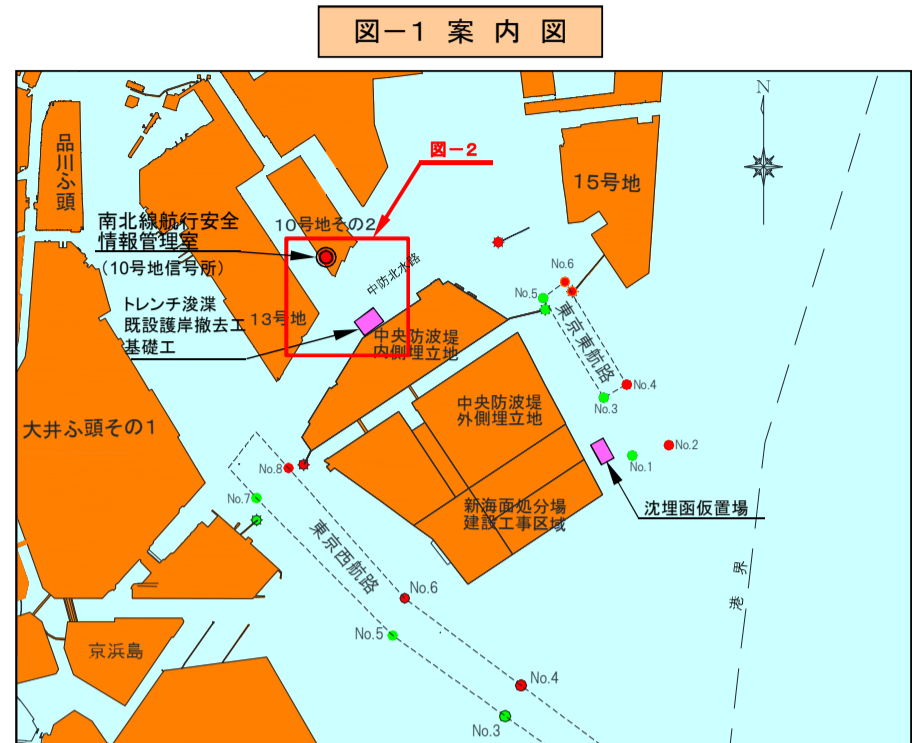 図－1 案 内 図
品川ふ頭
南北線航行安全
情報管理室
（10号地信号所）
トレンチ浚渫
既設護岸撤去工
基礎工
図－2
10号地その2
中防北水路
13号地
15号地
N
No.6
No.5
東京東航路
No.4
No.3
No.2
No.1
中央防波堤
内側埋立地
中央防波堤
外側埋立地
新海面処分場
建設工事区域
沈埋函仮置場
大井ふ頭その1
No.8
No.7
東京西航路
No.6
No.5
No.4
No.3
京浜島
港界